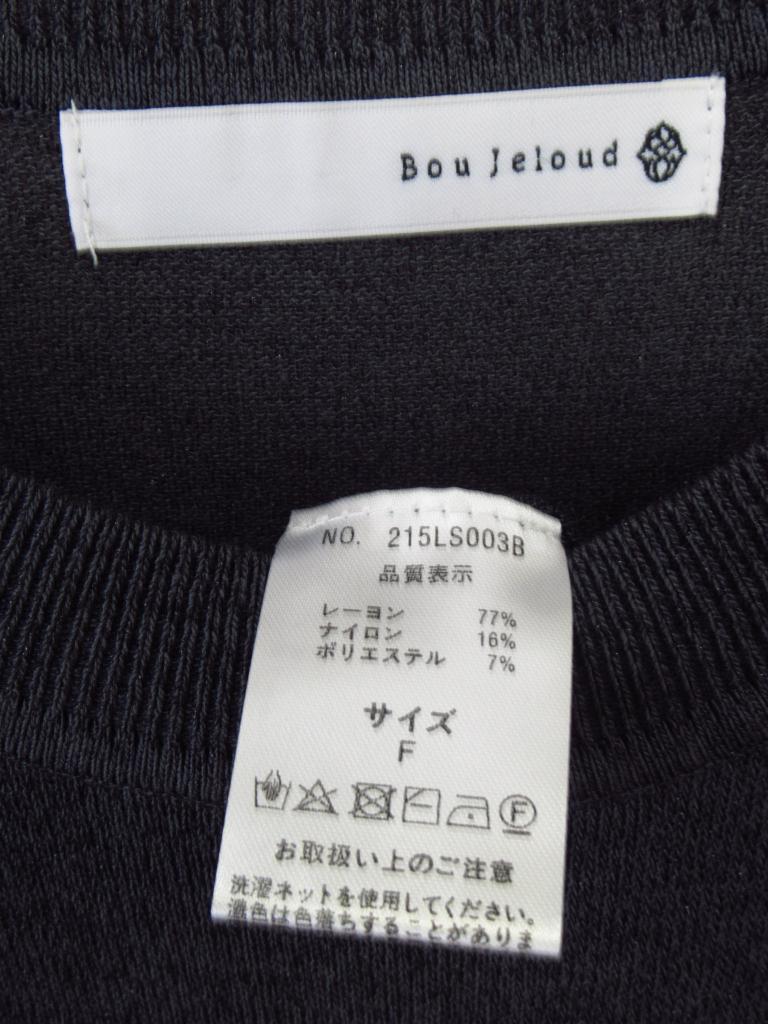 Bou Jeloud
NO. 215LS003B
品質表示
レーヨン 77%
ナイロン 16%
ポリエステル 7%
サイズ
F
F
お取扱い上のご注意
洗濯ネットを使用してください。
濃色は色落ちすることがありま